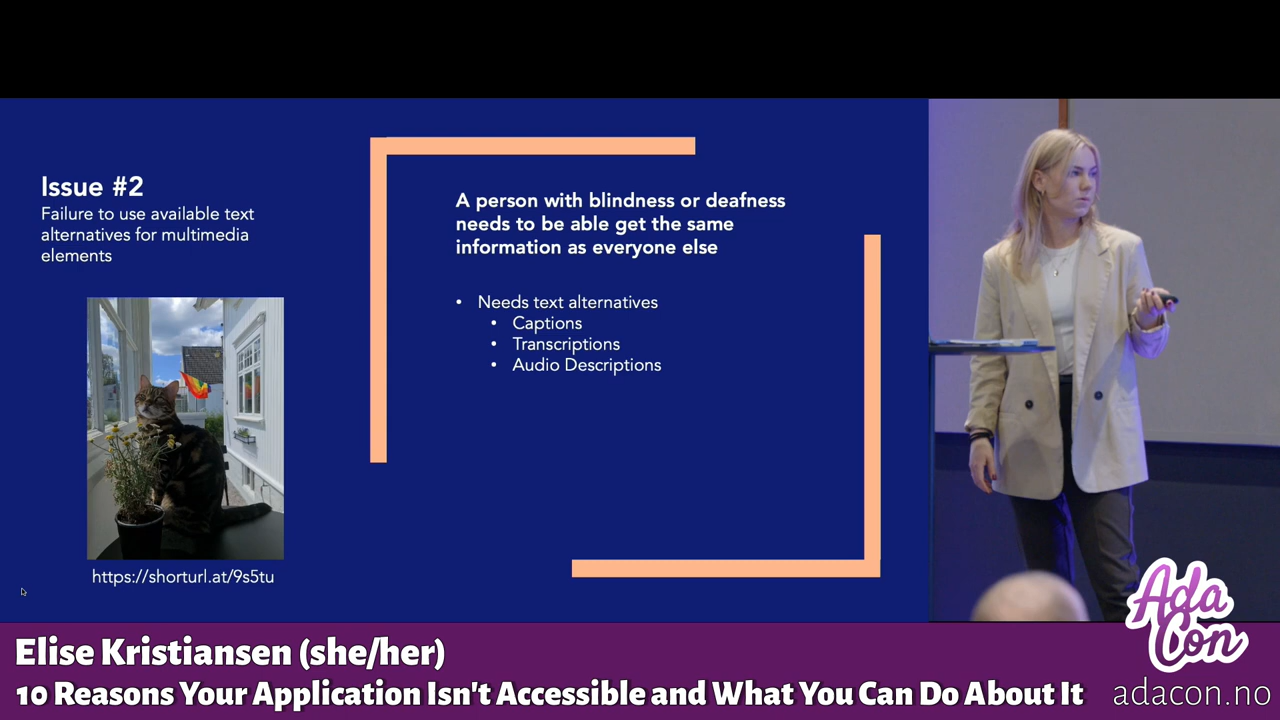 Issue #2
Failure to use available text
alternatives for multimedia
elements
https://shorturl.at/9s5tu
A person with blindness or deafness
needs to be able get the same
information as everyone else
• Needs text alternatives
• Captions
• Transcriptions
• Audio Descriptions
Elise Kristiansen (she/her)
10 Reasons Your Application Isn't Accessible and What You Can Do About It
Ada
Con
adacon.no